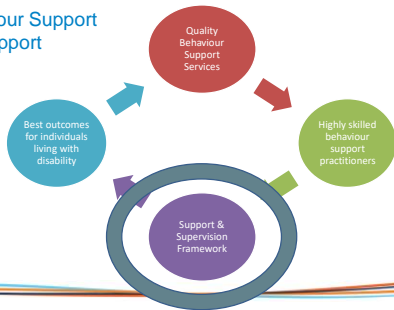 our Support
pport
Quality
Behaviour
Support
Services
Best outcomes
for individuals
living with
disability
Highly skilled
behaviour
support
practitioners
Support &
Supervision
Framework